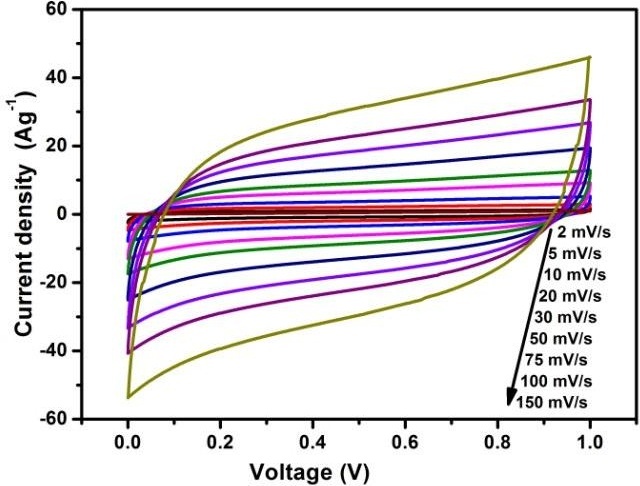 60
40
20
0
-20
-40
-60
Current density (Ag⁻¹)
2 mV/s
5 mV/s
10 mV/s
20 mV/s
30 mV/s
50 mV/s
75 mV/s
100 mV/s
150 mV/s
0.0 0.2 0.4 0.6 0.8 1.0
Voltage (V)